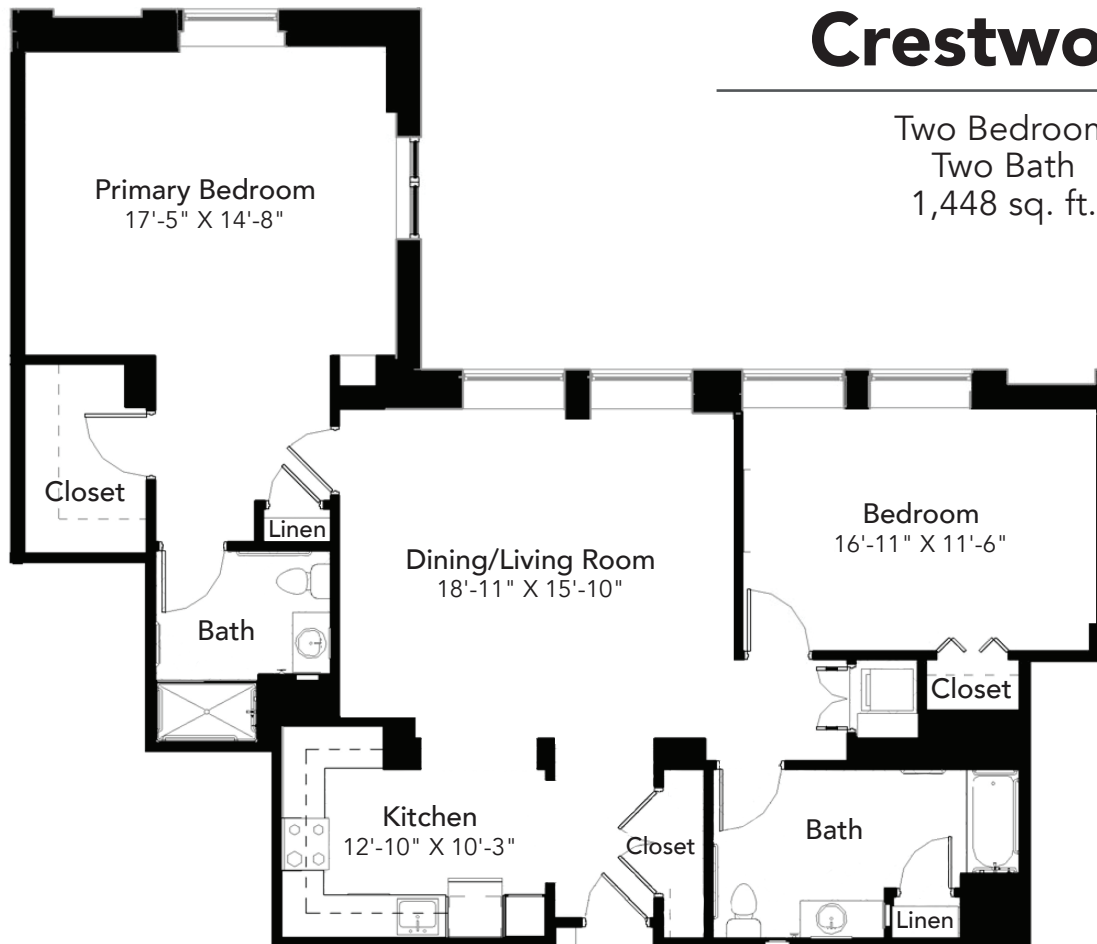 Crestwo
Two Bedroom
Two Bath
1,448 sq. ft.
Primary Bedroom
17'-5" X 14'-8"
Closet
Linen
Bedroom
16'-11" X 11'-6"
Dining/Living Room
18'-11" X 15'-10"
Bath
Closet
Kitchen
12'-10" X 10'-3"
Closet
Bath
Linen